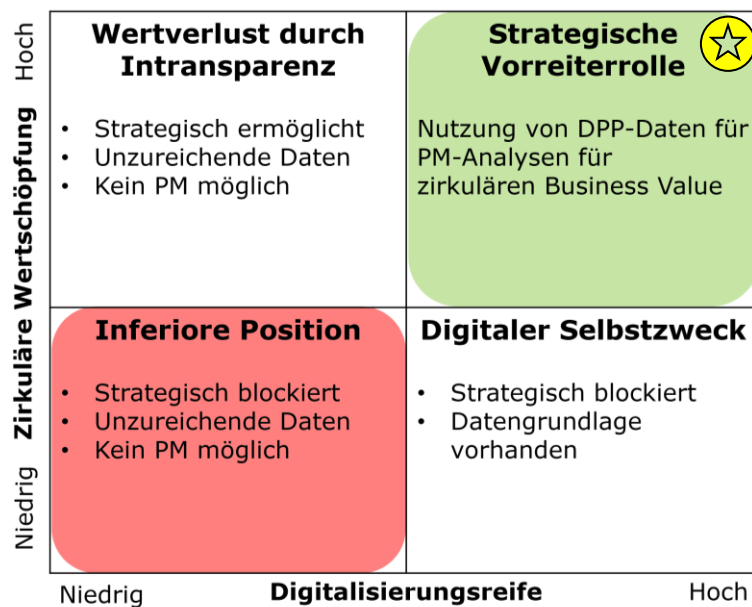 Wertverlust durch
Intransparenz
• Strategisch ermöglicht
• Unzureichende Daten
• Kein PM möglich
Strategische
Vorreiterrolle
Nutzung von DPP-Daten für
PM-Analysen für
zirkulären Business Value
Inferiore Position
• Strategisch blockiert
• Unzureichende Daten
• Kein PM möglich
Digitaler Selbstzweck
• Strategisch blockiert
• Datengrundlage
vorhanden
Niedrig Zirkuläre Wertschöpfung Hoch
Niedrig Digitalisierungsreife Hoch